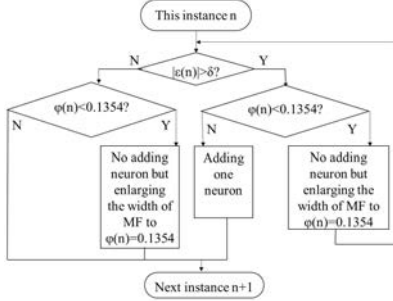 This instance n
N
|ε(n)|>δ?
Y
φ(n)<0.1354?
φ(n)<0.1354?
N
Y
N
Y
No adding
neuron but
enlarging
the width of
MF to
φ(n)=0.1354
Adding
one
neuron
No adding
neuron but
enlarging the
width of MF to
φ(n)=0.1354
Next instance n+1